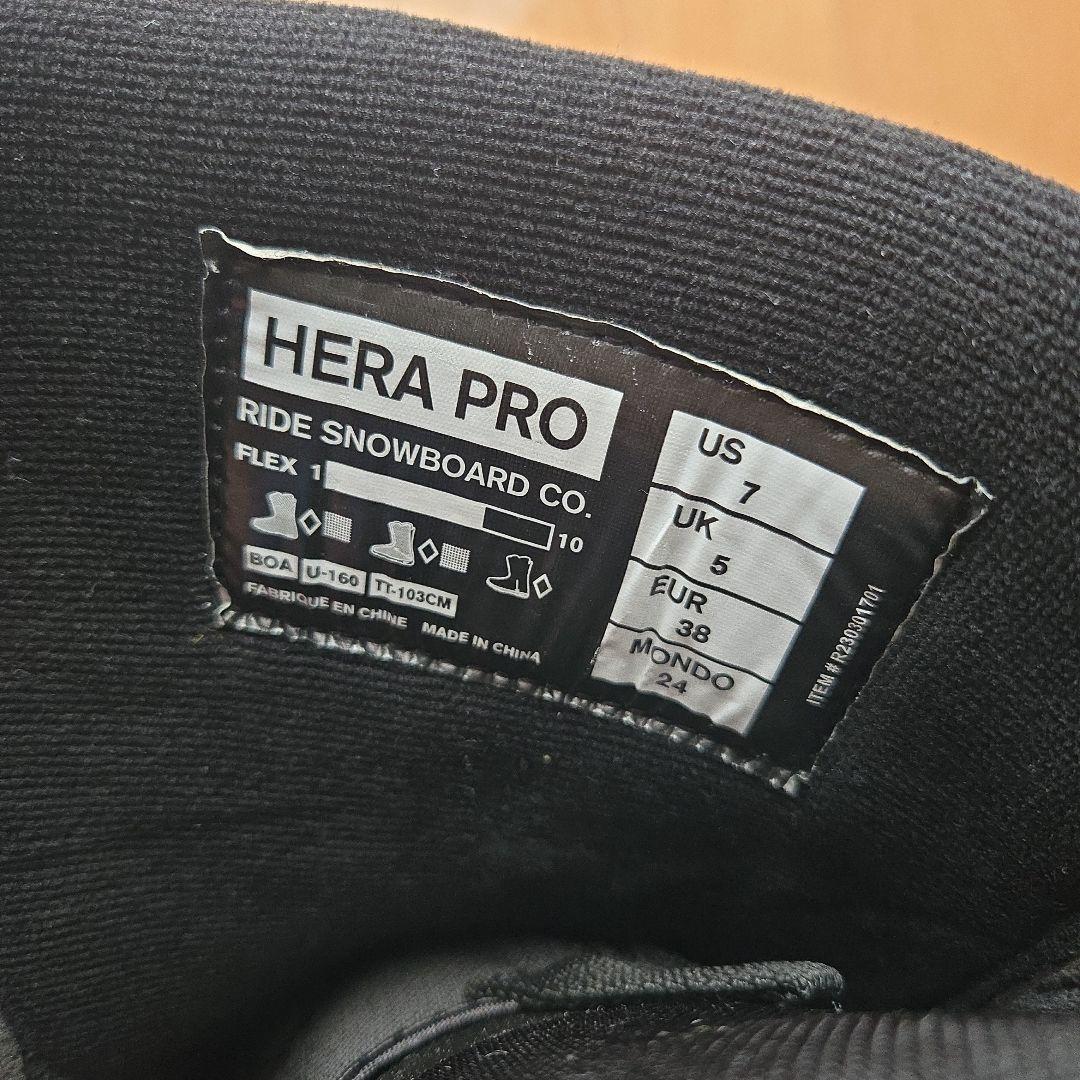 HERA PRO
RIDE SNOWBOARD CO.
FLEX 1 10
BOA U-160 TT-103CM
FABRIQUE EN CHINE MADE IN CHINA
US
7
UK
5
EUR
38
MONDO
24
ITEM # R230301701